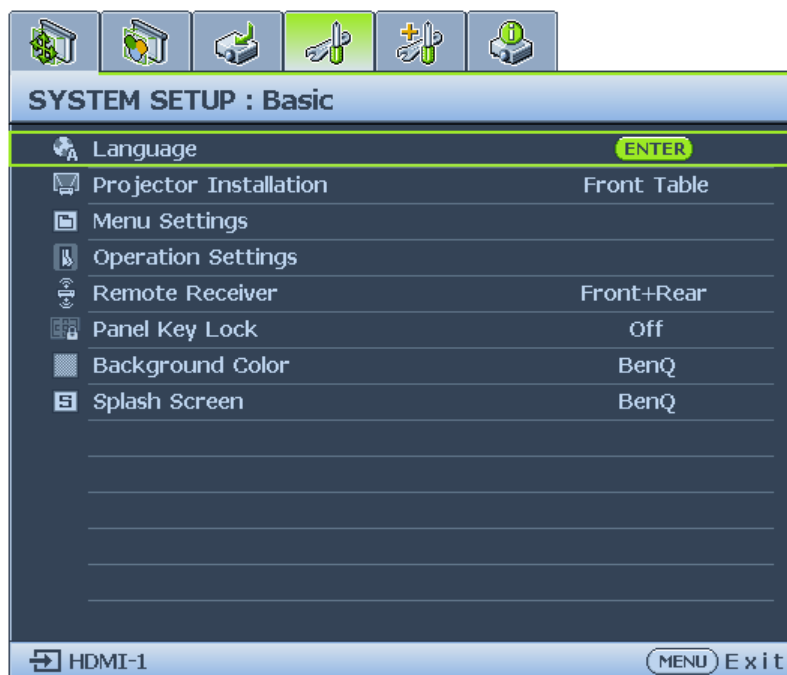 SYSTEM SETUP : Basic
Language ENTER
Projector Installation Front Table
Menu Settings
Operation Settings
Remote Receiver Front+Rear
Panel Key Lock Off
Background Color BenQ
Splash Screen BenQ
HDMI-1 MENU Exit